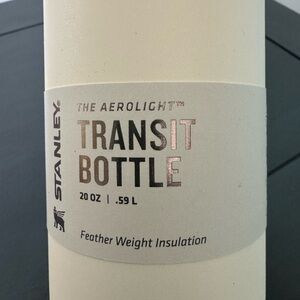 STANLEY®
THE AEROLIGHT™
TRANSIT
BOTTLE
20 OZ | .59 L
Feather Weight Insulation